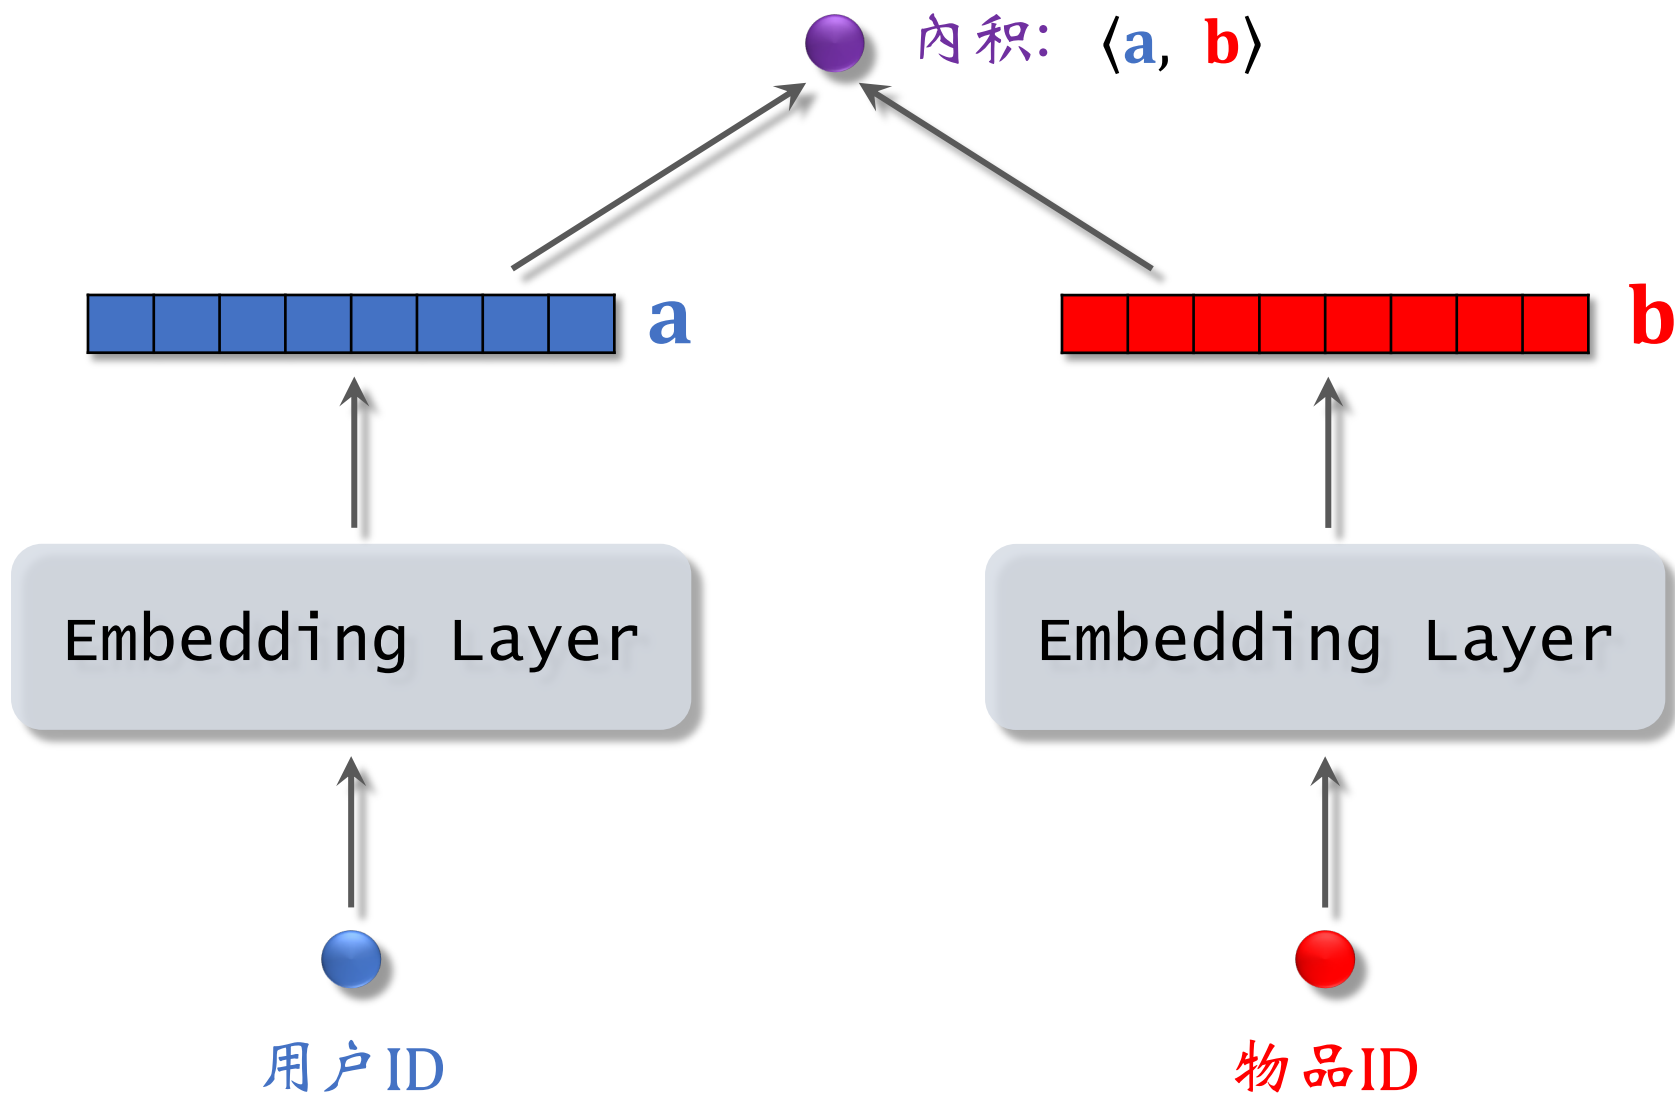 内积: ⟨a, b⟩
a
b
Embedding Layer
Embedding Layer
用户ID
物品ID